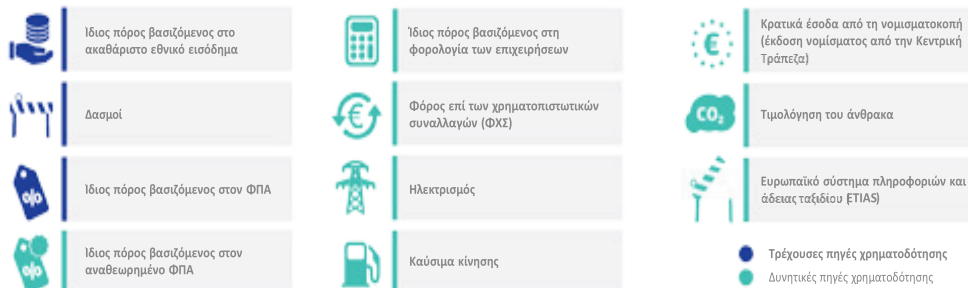 Ίδιος πόρος βασιζόμενος στο
ακαθάριστο εθνικό εισόδημα
Δασμοί
Ίδιος πόρος βασιζόμενος στον ΦΠΑ
Ίδιος πόρος βασιζόμενος στον
αναθεωρημένο ΦΠΑ
Ίδιος πόρος βασιζόμενος στη
φορολογία των επιχειρήσεων
Φόρος επί των χρηματοπιστωτικών
συναλλαγών (ΦΧΣ)
Ηλεκτρισμός
Καύσιμα κίνησης
Κρατικά έσοδα από τη νομισματοκοπή
(έκδοση νομίσματος από την Κεντρική
Τράπεζα)
CO₂
Τιμολόγηση του άνθρακα
Ευρωπαϊκό σύστημα πληροφοριών και
άδειας ταξιδίου (ETIAS)
Τρέχουσες πηγές χρηματοδότησης
Δυνητικές πηγές χρηματοδότησης